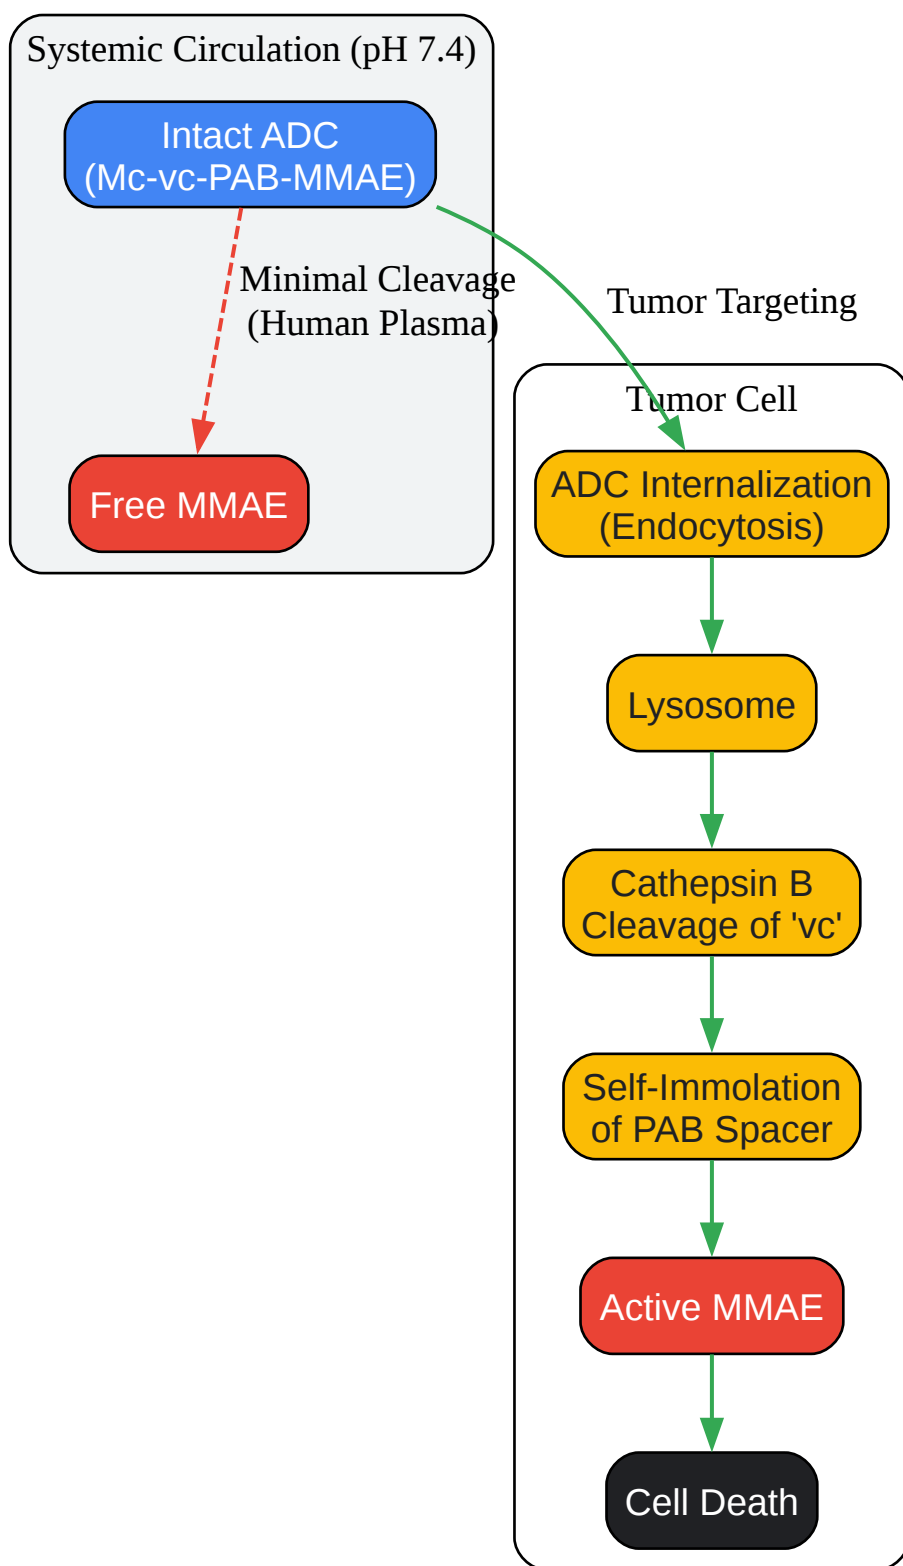 Systemic Circulation (pH 7.4)
Intact ADC
(Mc-vc-PAB-MMAE)
Minimal Cleavage
(Human Plasma)
Free MMAE
Tumor Targeting
Tumor Cell
ADC Internalization
(Endocytosis)
Lysosome
Cathepsin B
Cleavage of 'vc'
Self-Immolation
of PAB Spacer
Active MMAE
Cell Death